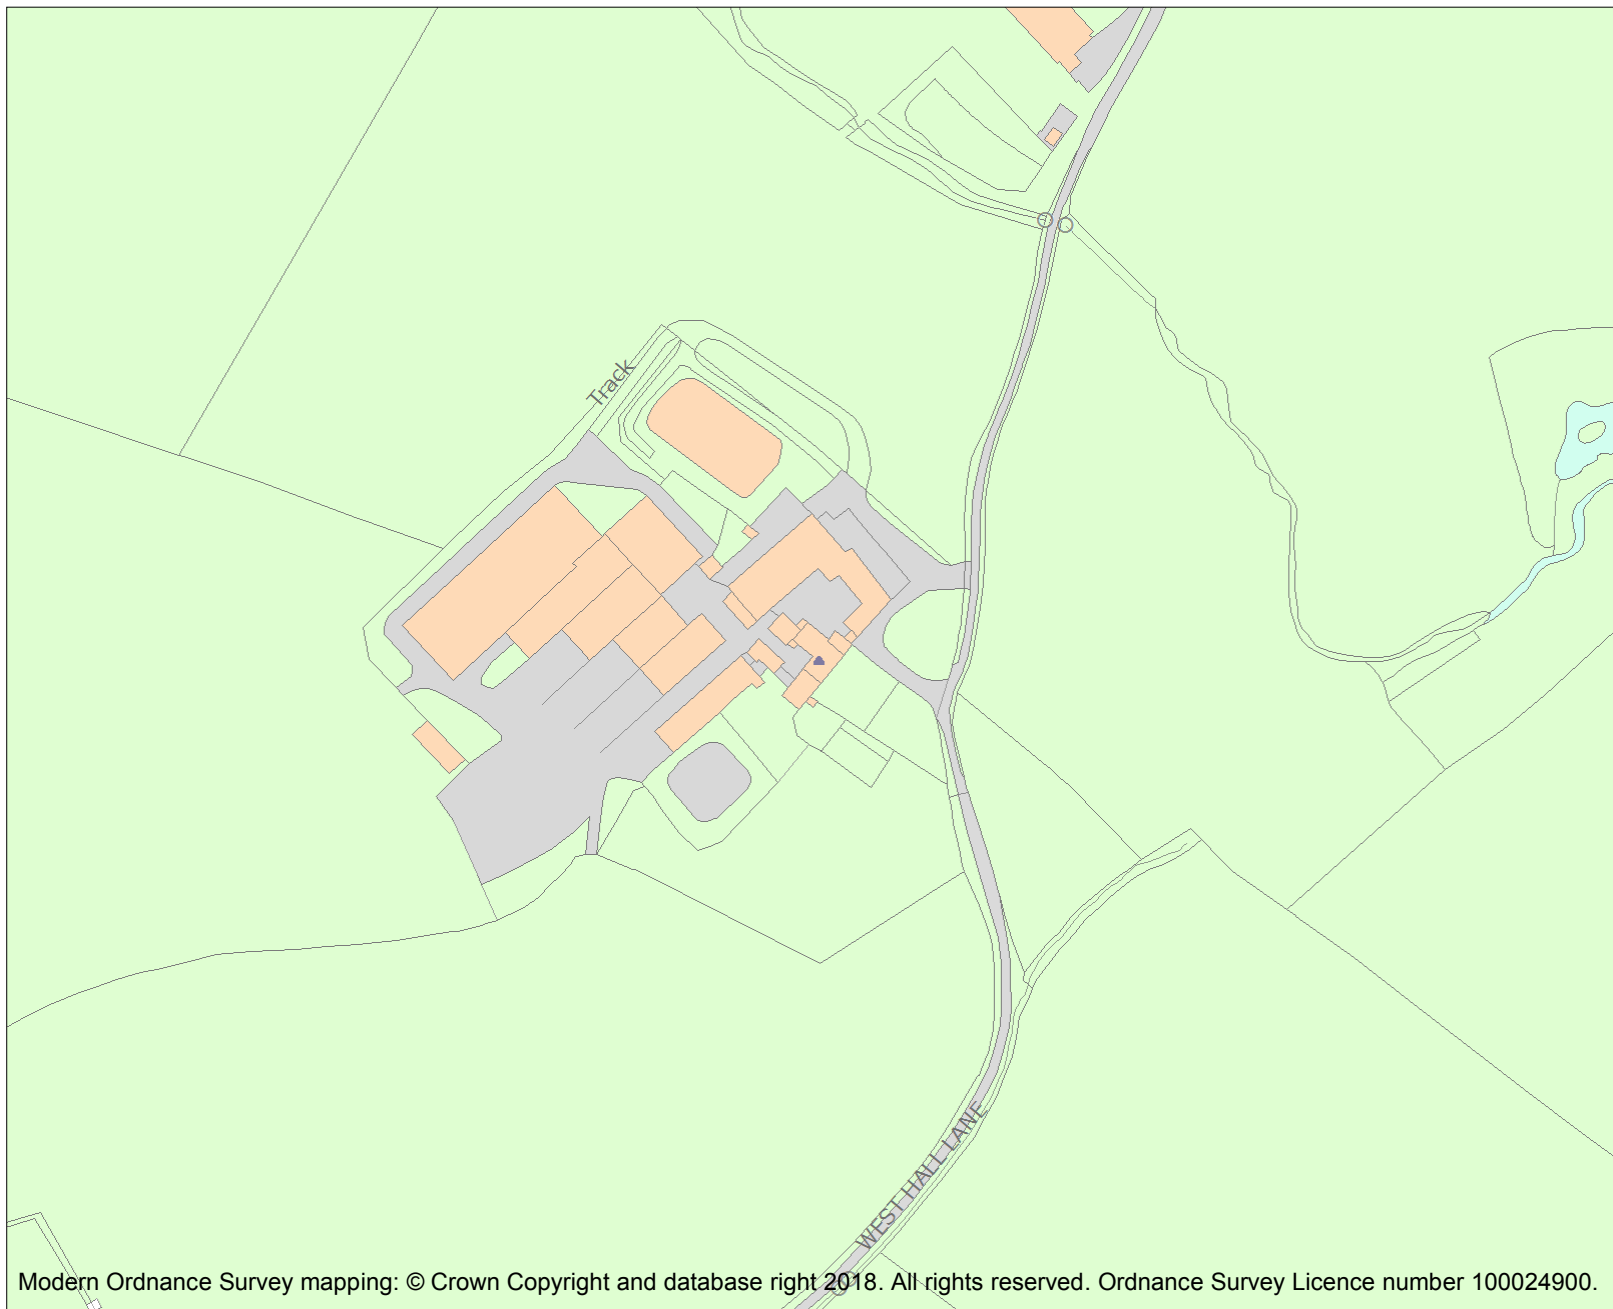 Track
WEST HALL LANE
Modern Ordnance Survey mapping: © Crown Copyright and database right 2018. All rights reserved. Ordnance Survey Licence number 100024900.